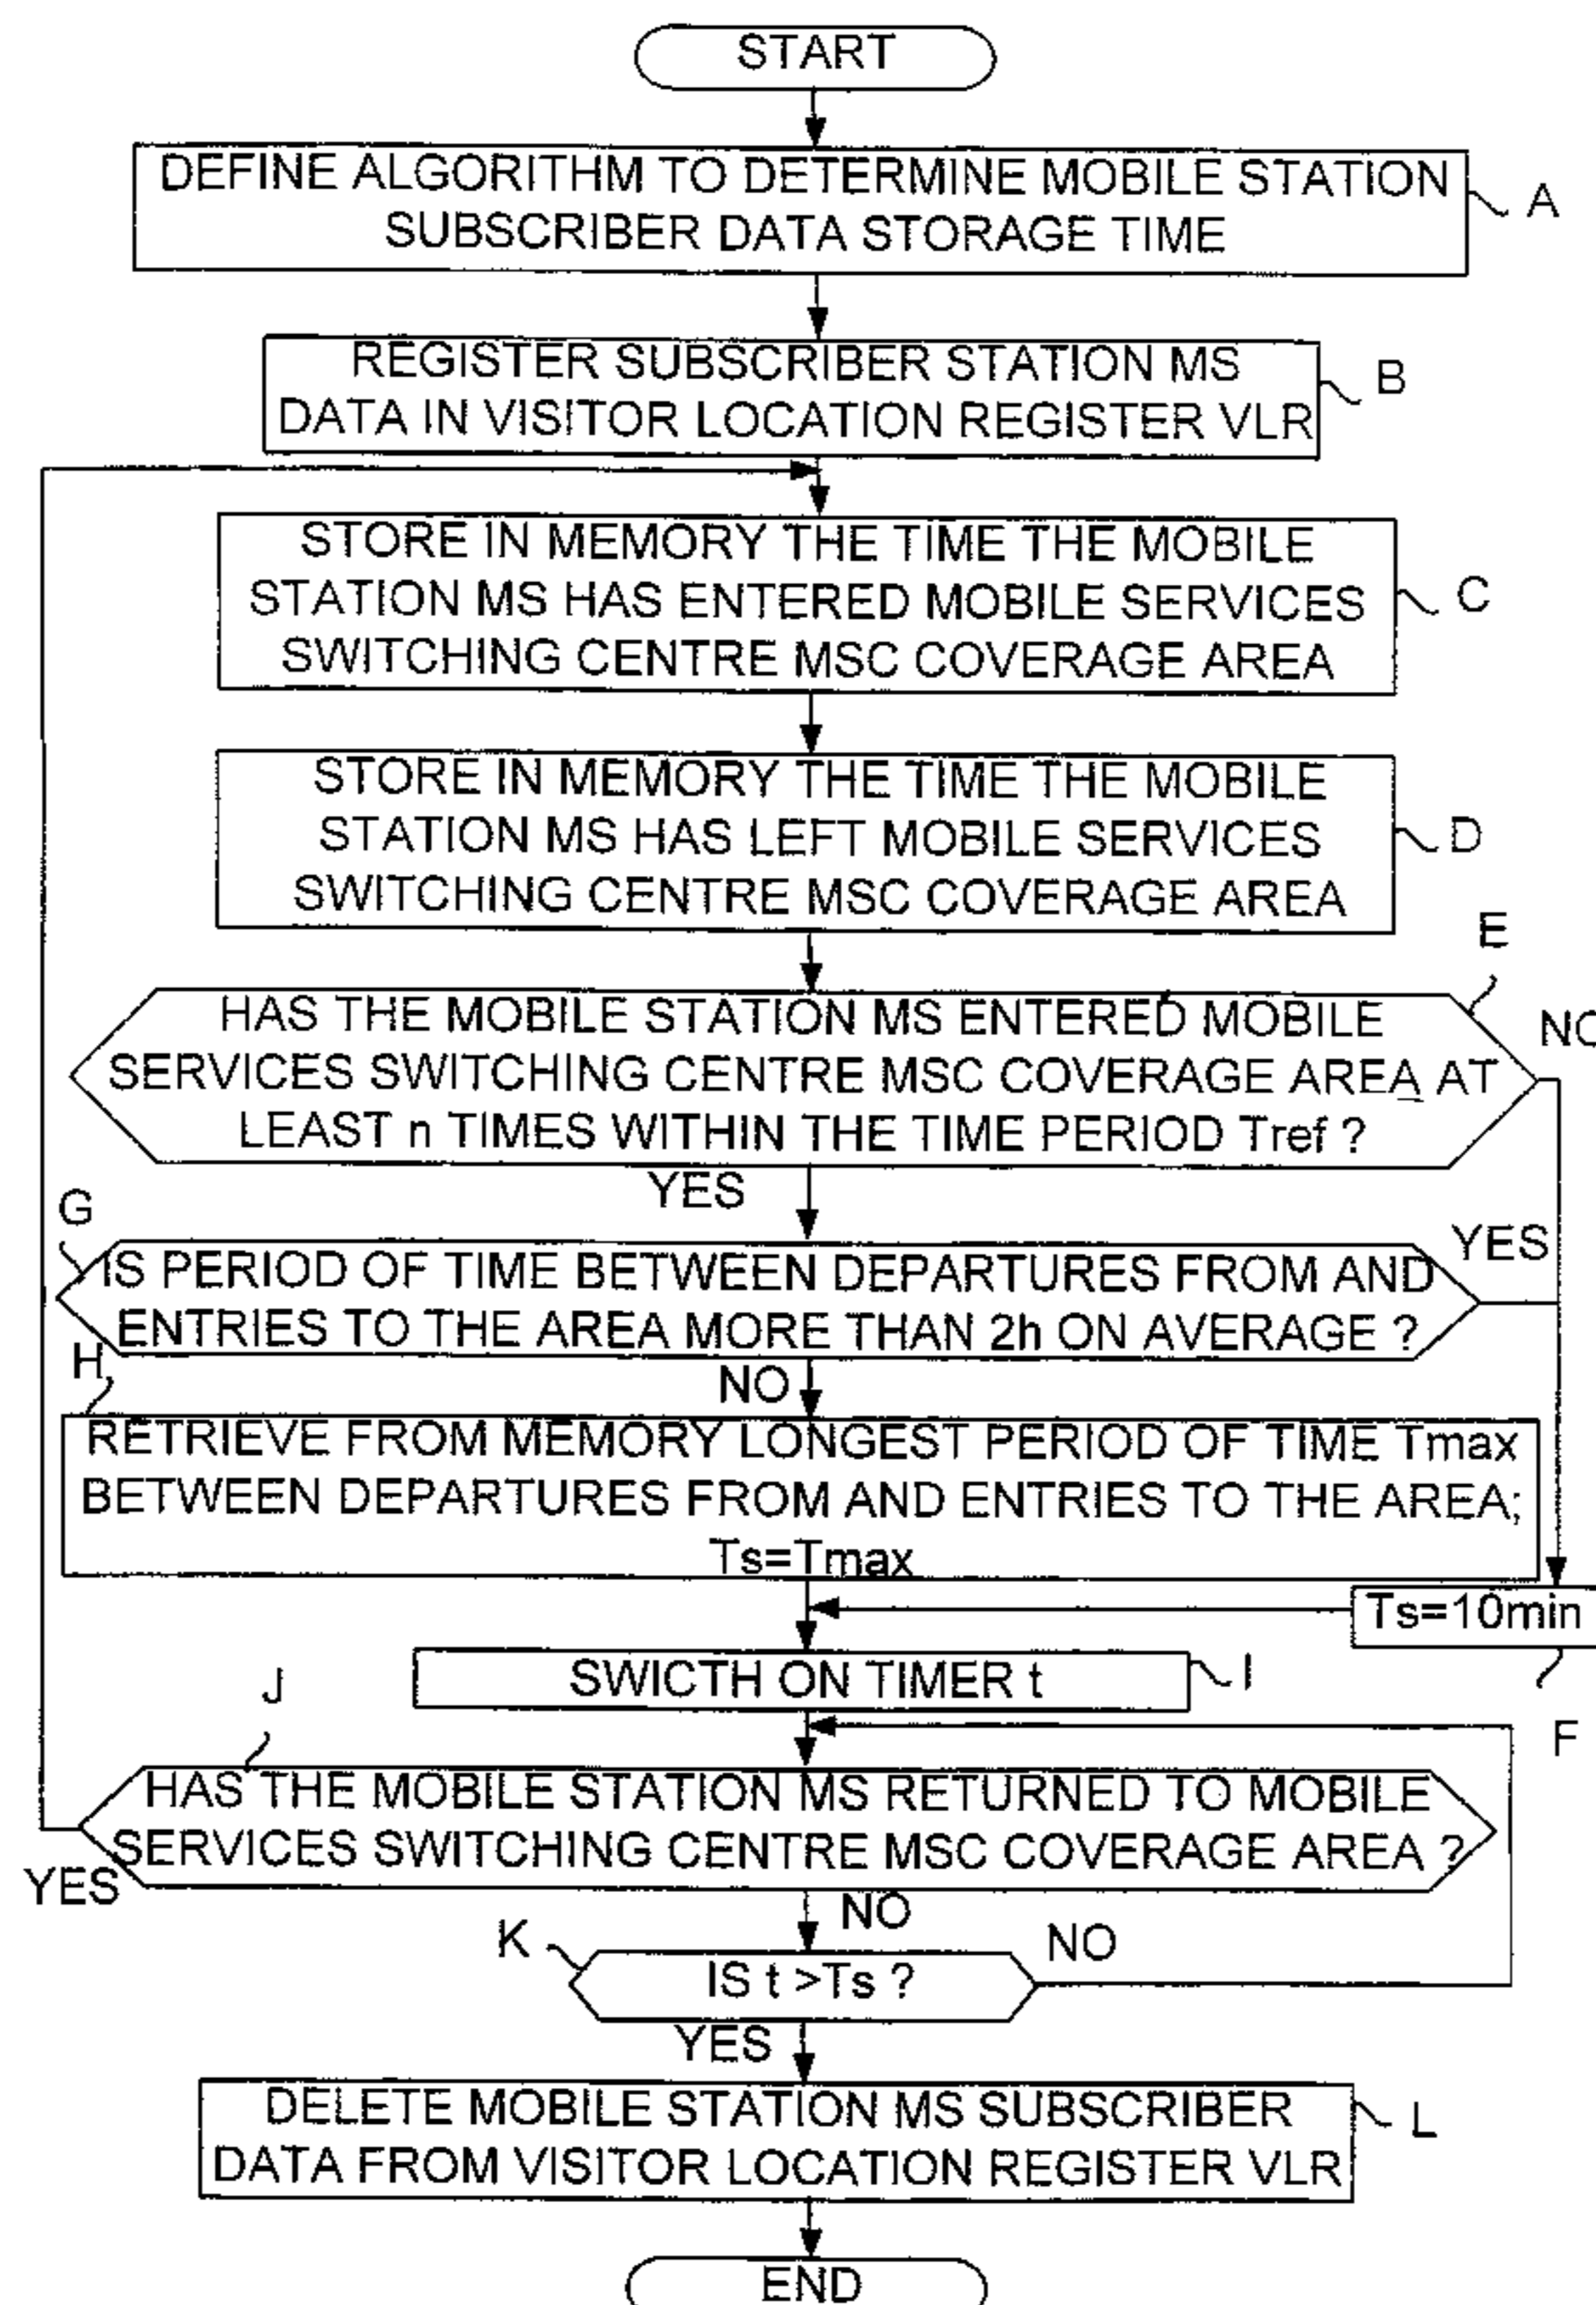 START
DEFINE ALGORITHM TO DETERMINE MOBILE STATION
SUBSCRIBER DATA STORAGE TIME
A
REGISTER SUBSCRIBER STATION MS
DATA IN VISITOR LOCATION REGISTER VLR
B
STORE IN MEMORY THE TIME THE MOBILE
STATION MS HAS ENTERED MOBILE SERVICES
SWITCHING CENTRE MSC COVERAGE AREA
C
STORE IN MEMORY THE TIME THE MOBILE
STATION MS HAS LEFT MOBILE SERVICES
SWITCHING CENTRE MSC COVERAGE AREA
D
E
HAS THE MOBILE STATION MS ENTERED MOBILE
SERVICES SWITCHING CENTRE MSC COVERAGE AREA AT
LEAST n TIMES WITHIN THE TIME PERIOD Tref ?
NO
YES
G
IS PERIOD OF TIME BETWEEN DEPARTURES FROM AND
ENTRIES TO THE AREA MORE THAN 2h ON AVERAGE ?
YES
NO
H
RETRIEVE FROM MEMORY LONGEST PERIOD OF TIME Tmax
BETWEEN DEPARTURES FROM AND ENTRIES TO THE AREA;
Ts=Tmax
Ts=10min
F
SWICTH ON TIMER t
I
J
HAS THE MOBILE STATION MS RETURNED TO MOBILE
SERVICES SWITCHING CENTRE MSC COVERAGE AREA ?
YES
NO
K
IS t >Ts ?
NO
YES
DELETE MOBILE STATION MS SUBSCRIBER
DATA FROM VISITOR LOCATION REGISTER VLR
L
END